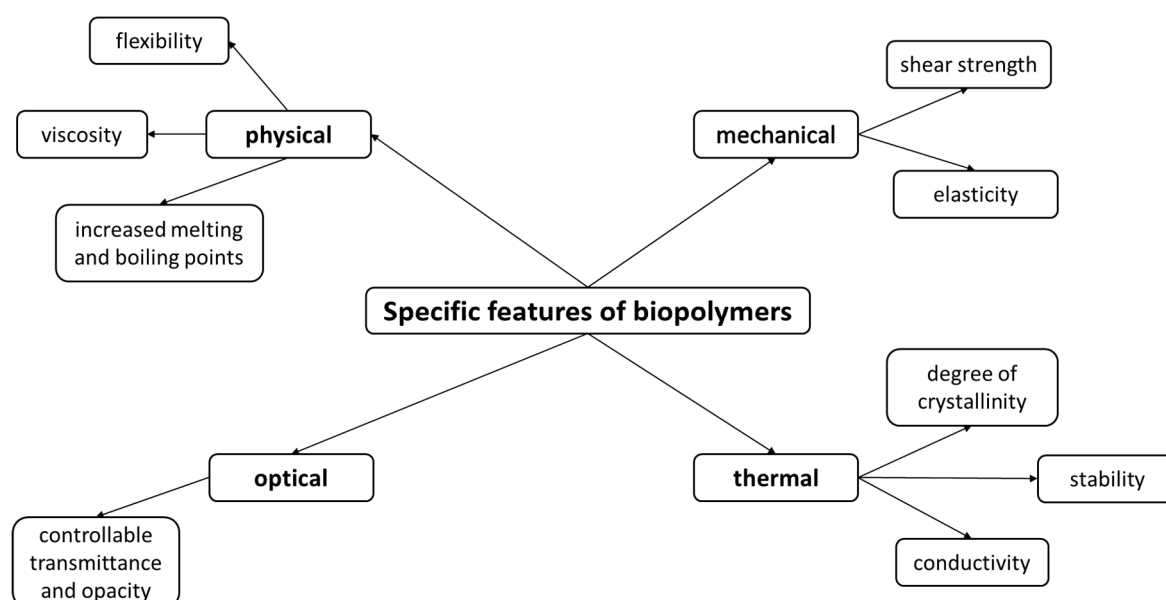 flexibility
viscosity
physical
increased melting
and boiling points
shear strength
mechanical
elasticity
Specific features of biopolymers
optical
controllable
transmittance
and opacity
degree of
crystallinity
thermal
stability
conductivity